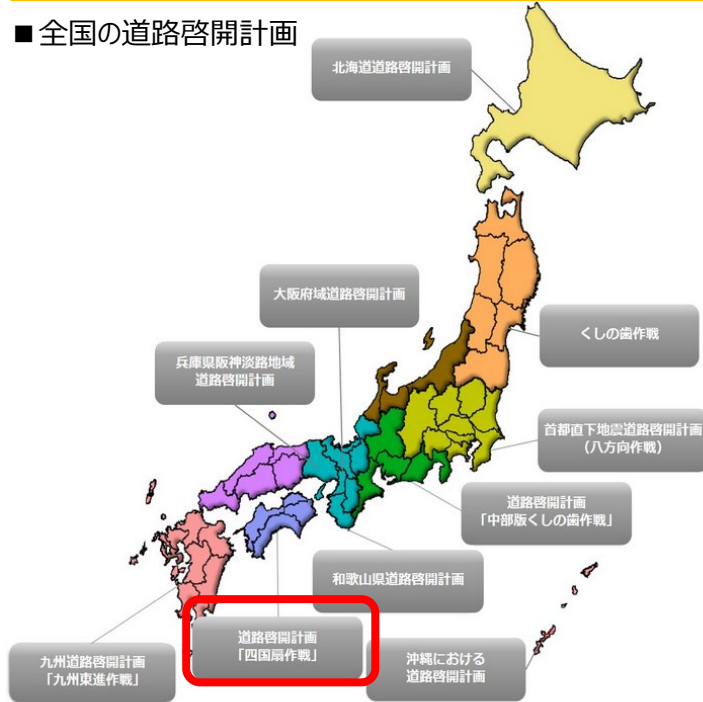 ■全国の道路啓開計画
北海道道路啓開計画
大阪府域道路啓開計画
くしの歯作戦
兵庫県阪神淡路地域
道路啓開計画
首都直下地震道路啓開計画
(八方向作戦)
道路啓開計画
「中部版くしの歯作戦」
和歌山県道路啓開計画
道路啓開計画
「四国扇作戦」
九州道路啓開計画
「九州東進作戦」
沖縄における
道路啓開計画